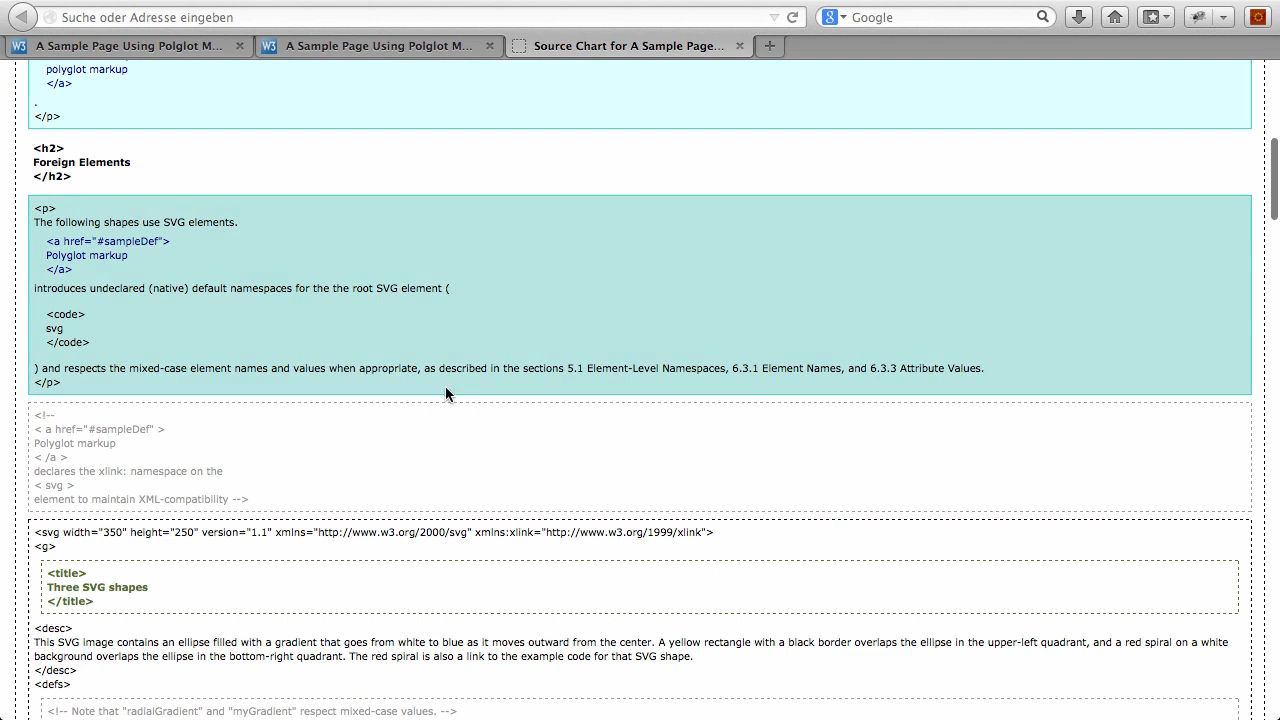 Suche oder Adresse eingeben
Google
A Sample Page Using Polglot M...
A Sample Page Using Polglot M...
Source Chart for A Sample Page...
polyglot markup
</a>
.
</p>
<h2>
Foreign Elements
</h2>
<p>
The following shapes use SVG elements.
<a href="#sampleDef">
Polyglot markup
</a>
introduces undeclared (native) default namespaces for the the root SVG element (
<code>
svg
</code>
) and respects the mixed-case element names and values when appropriate, as described in the sections 5.1 Element-Level Namespaces, 6.3.1 Element Names, and 6.3.3 Attribute Values.
</p>
<!--
< a href="#sampleDef" >
Polyglot markup
< /a >
declares the xlink: namespace on the
< svg >
element to maintain XML-compatibility -->
<svg width="350" height="250" version="1.1" xmlns="http://www.w3.org/2000/svg" xmlns:xlink="http://www.w3.org/1999/xlink">
<g>
<title>
Three SVG shapes
</title>
<desc>
This SVG image contains an ellipse filled with a gradient that goes from white to blue as it moves outward from the center. A yellow rectangle with a black border overlaps the ellipse in the upper-left quadrant, and a red spiral on a white
background overlaps the ellipse in the bottom-right quadrant. The red spiral is also a link to the example code for that SVG shape.
</desc>
<defs>
<!-- Note that "radialGradient" and "myGradient" respect mixed-case values. -->